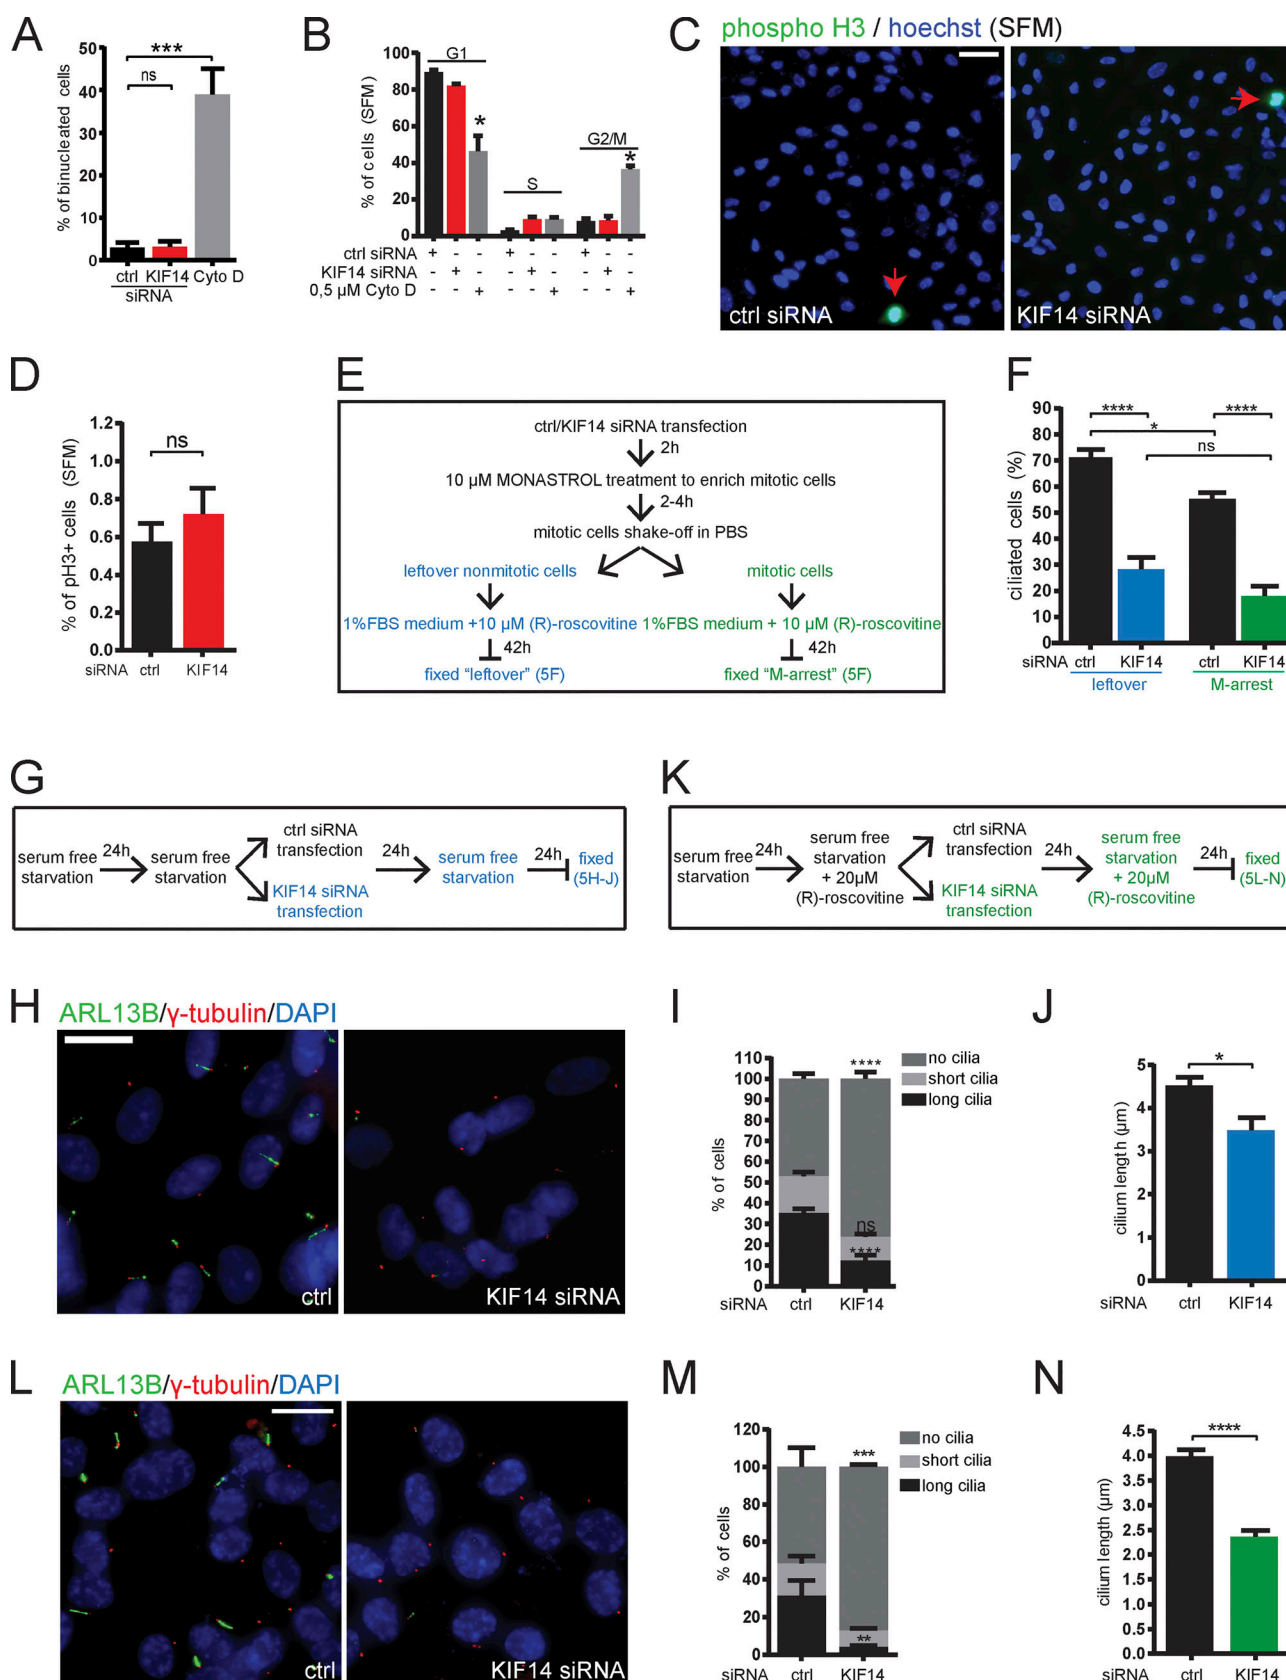 A
% of binucleated cells
50
40
30
20
10
0
***
ns
ctrl KIF14 Cyto D
siRNA
B
% of cells (SFM)
100
80
60
40
20
0
G1
*
S
G2/M
*
ctrl siRNA + - - + - - + - -
KIF14 siRNA - + - - + - - + -
0,5 µM Cyto D - - + - - + - - +
C
phospho H3 / hoechst (SFM)
ctrl siRNA
KIF14 siRNA
D
% of pH3+ cells (SFM)
1.2
1.0
0.8
0.6
0.4
0.2
0.0
ns
siRNA ctrl KIF14
E
ctrl/KIF14 siRNA transfection
2h
10 µM MONASTROL treatment to enrich mitotic cells
2-4h
mitotic cells shake-off in PBS
leftover nonmitotic cells
mitotic cells
1%FBS medium +10 µM (R)-roscovitine
1%FBS medium + 10 µM (R)-roscovitine
42h
42h
fixed "leftover" (5F)
fixed "M-arrest" (5F)
F
ciliated cells (%)
90
80
70
60
50
40
30
20
10
0
****
****
*
ns
siRNA ctrl KIF14 ctrl KIF14
leftover M-arrest
G
serum free
starvation
24h
serum free
starvation
ctrl siRNA
transfection
KIF14 siRNA
transfection
24h
serum free
starvation
24h
fixed
(5H-J)
K
serum free
starvation
24h
serum free
starvation
+ 20µM
(R)-roscovitine
ctrl siRNA
transfection
KIF14 siRNA
transfection
24h
serum free
starvation
+ 20µM
(R)-roscovitine
24h
fixed
(5L-N)
H
ARL13B/γ-tubulin/DAPI
ctrl
KIF14 siRNA
I
% of cells
110
100
90
80
70
60
50
40
30
20
10
0
****
ns
****
no cilia
short cilia
long cilia
siRNA ctrl KIF14
J
cilium length (µm)
5
4
3
2
1
0
*
siRNA ctrl KIF14
L
ARL13B/γ-tubulin/DAPI
ctrl
KIF14 siRNA
M
% of cells
120
100
80
60
40
20
0
***
**
no cilia
short cilia
long cilia
siRNA ctrl KIF14
N
cilium length (µm)
4.5
4.0
3.5
3.0
2.5
2.0
1.5
1.0
0.5
0.0
****
siRNA ctrl KIF14